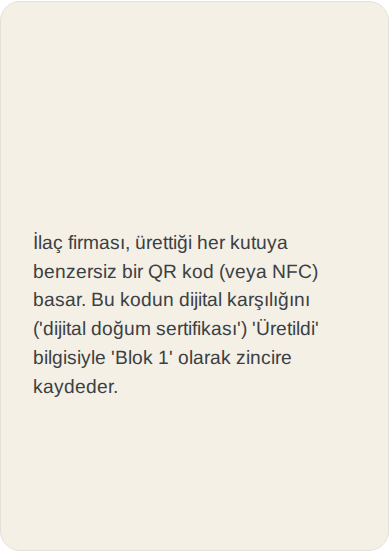 İlaç firması, ürettiği her kutuya
benzersiz bir QR kod (veya NFC)
basar. Bu kodun dijital karşılığını
('dijital doğum sertifikası') 'Üretildi'
bilgisiyle 'Blok 1' olarak zincire
kaydeder.